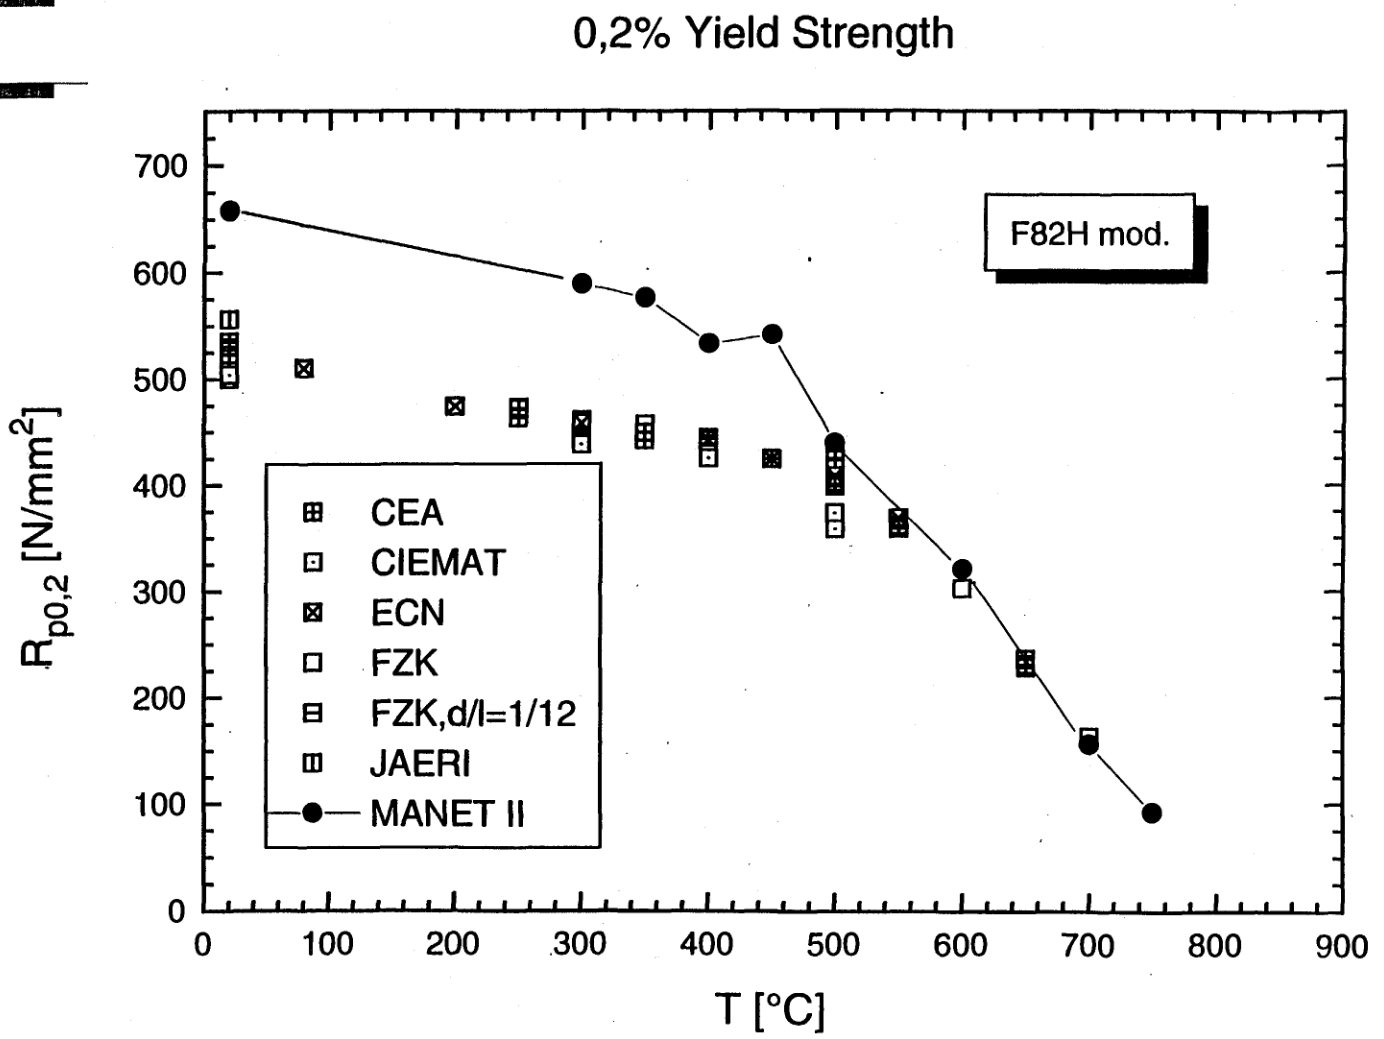 0,2% Yield Strength
700
600
500
400
300
200
100
0
Rp0,2 [N/mm2]
F82H mod.
CEA
CIEMAT
ECN
FZK
FZK,d/l=1/12
JAERI
MANET II
0 100 200 300 400 500 600 700 800 900
T [°C]